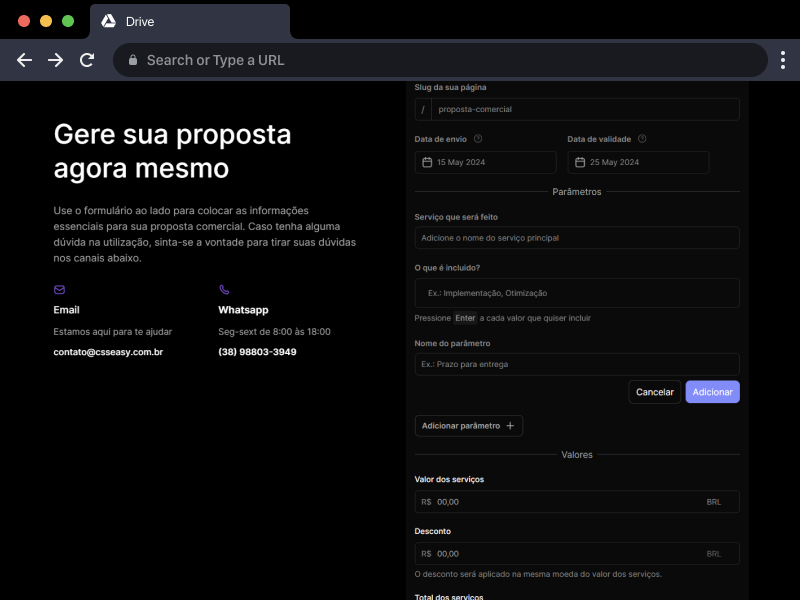 Drive
Search or Type a URL
Gere sua proposta
agora mesmo
Use o formulário ao lado para colocar as informações
essenciais para sua proposta comercial. Caso tenha alguma
dúvida na utilização, sinta-se a vontade para tirar suas dúvidas
nos canais abaixo.
Email
Estamos aqui para te ajudar
contato@csseasy.com.br
Whatsapp
Seg-sext de 8:00 às 18:00
(38) 98803-3949
Slug da sua página
/ proposta-comercial
Data de envio
15 May 2024
Data de validade
25 May 2024
Parâmetros
Serviço que será feito
Adicione o nome do serviço principal
O que é incluido?
Ex.: Implementação, Otimização
Pressione Enter a cada valor que quiser incluir
Nome do parâmetro
Ex.: Prazo para entrega
Cancelar Adicionar
Adicionar parâmetro +
Valores
Valor dos serviços
R$ 00,00 BRL
Desconto
R$ 00,00 BRL
O desconto será aplicado na mesma moeda do valor dos serviços.
Total dos serviços